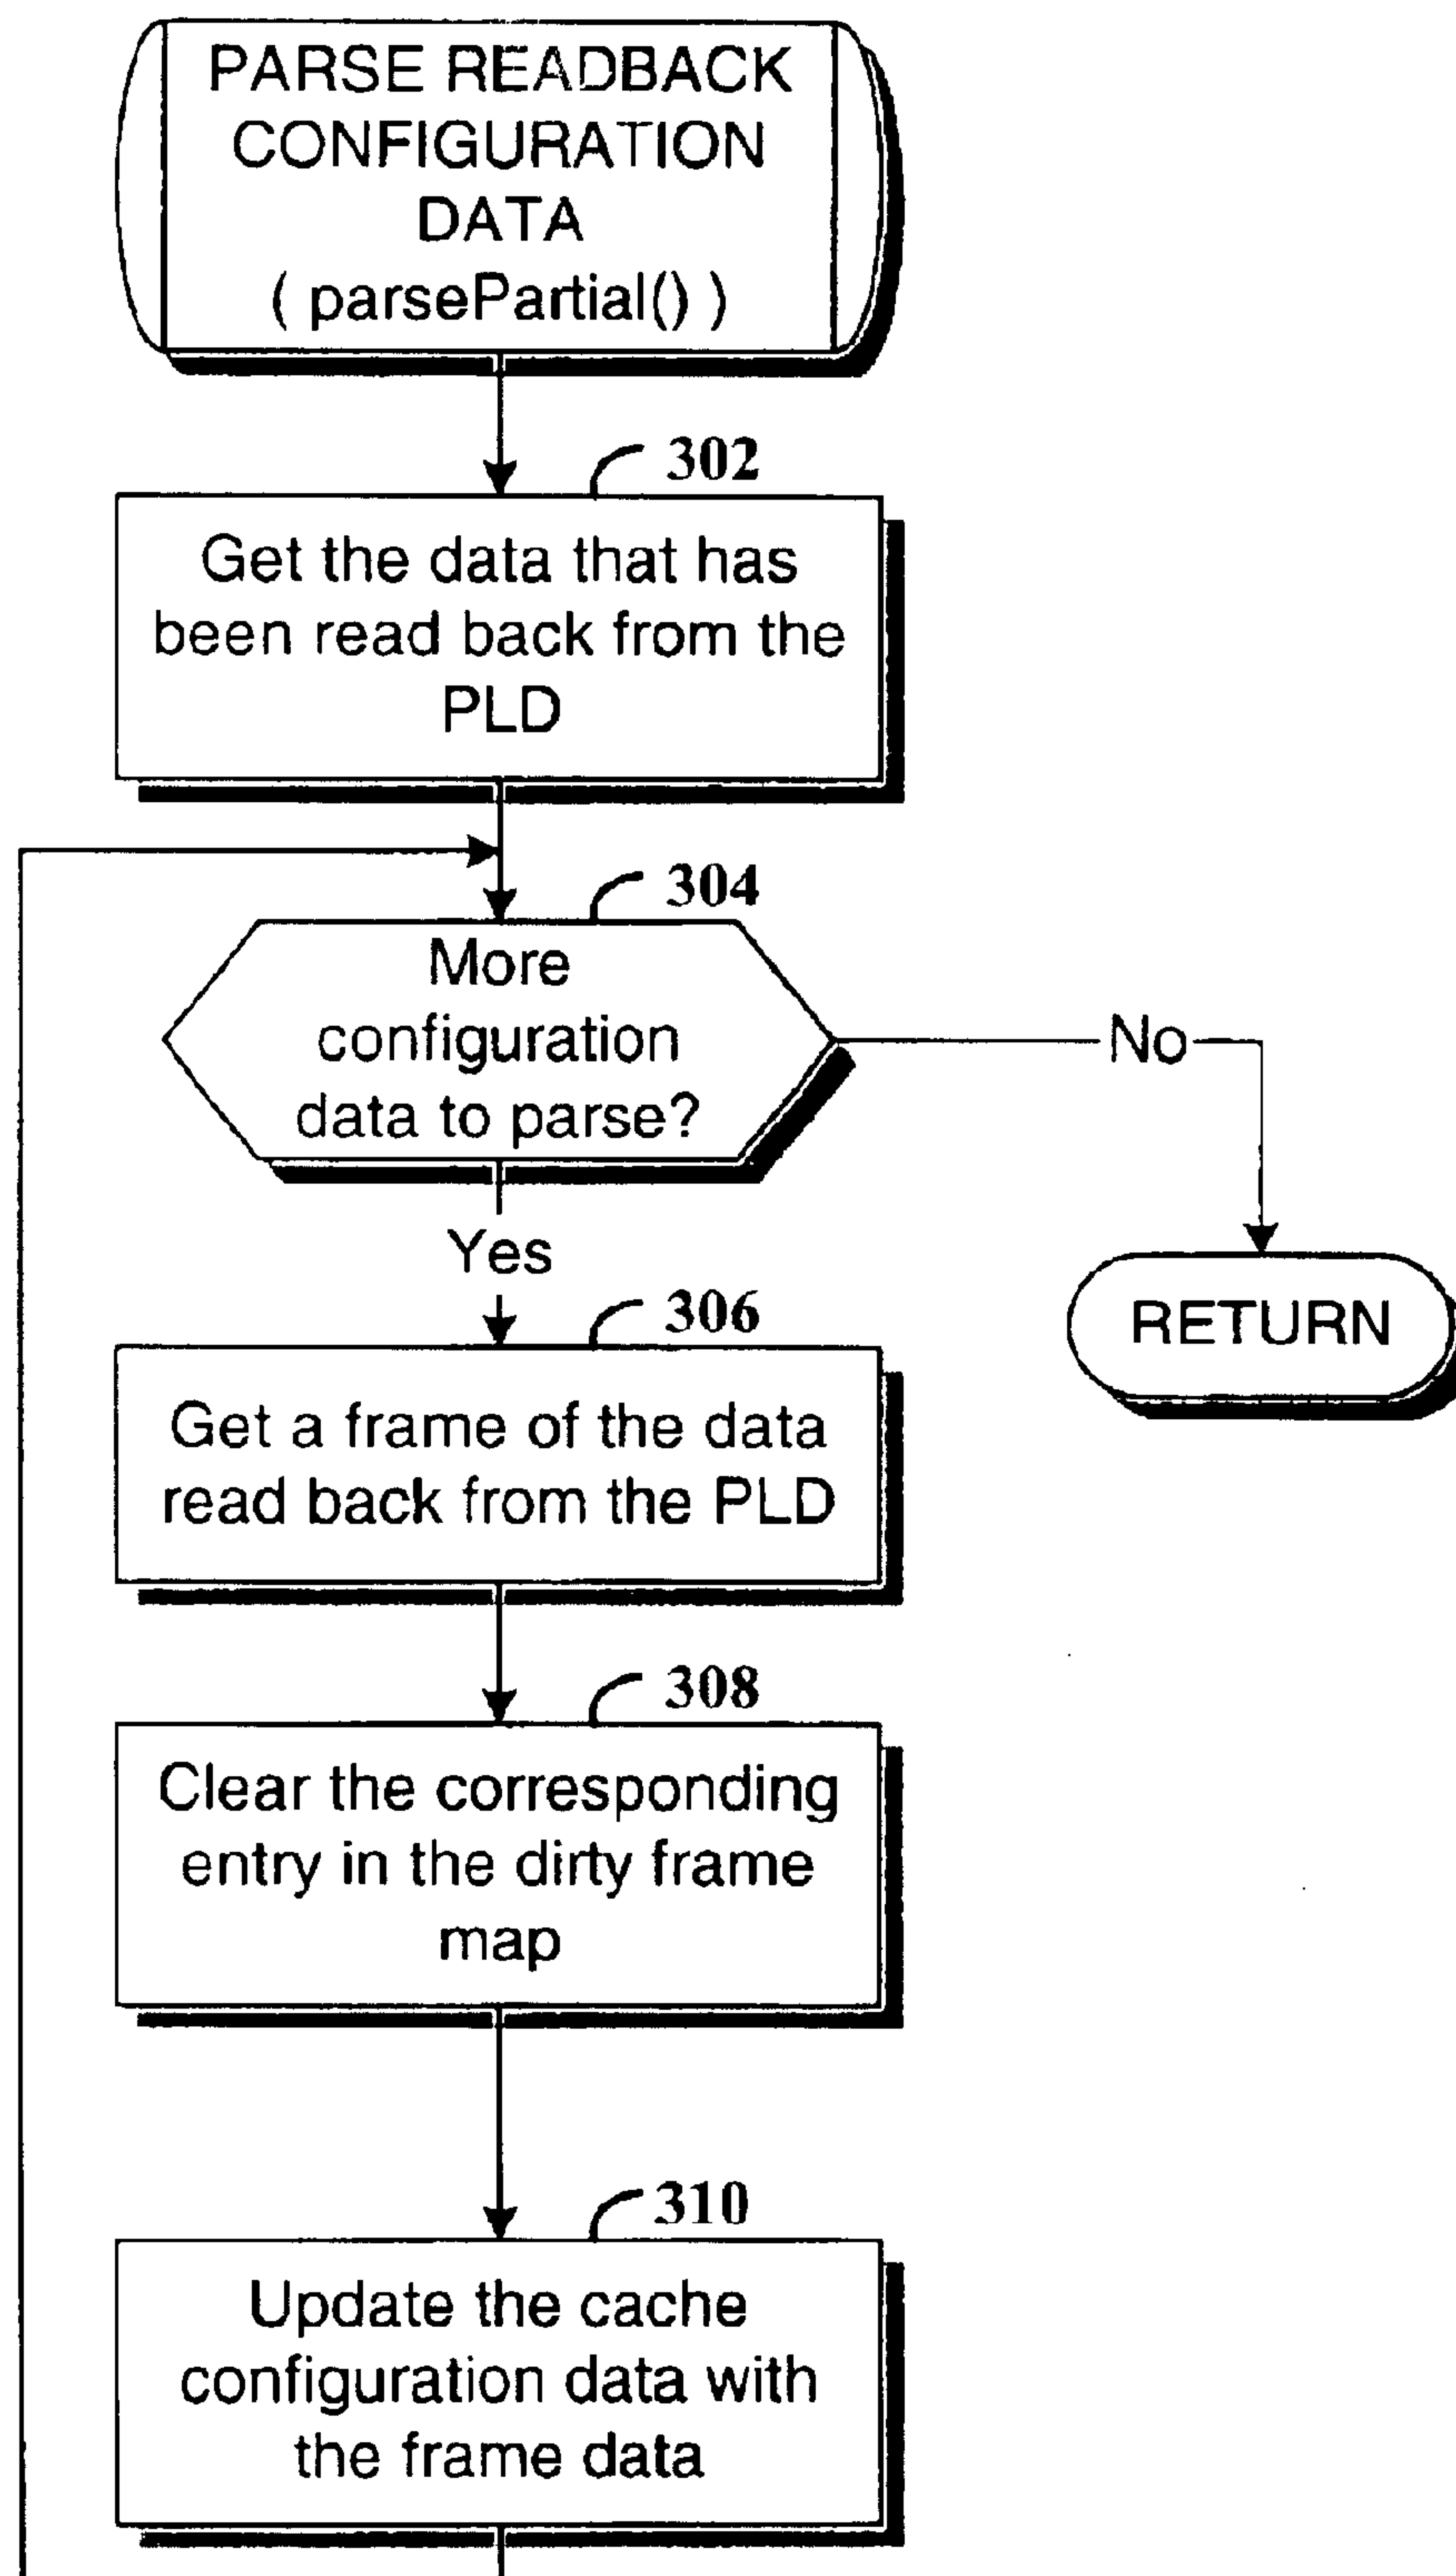 PARSE READBACK
CONFIGURATION
DATA
( parsePartial() )
302
Get the data that has
been read back from the
PLD
304
More
configuration
data to parse?
No
Yes
RETURN
306
Get a frame of the data
read back from the PLD
308
Clear the corresponding
entry in the dirty frame
map
310
Update the cache
configuration data with
the frame data